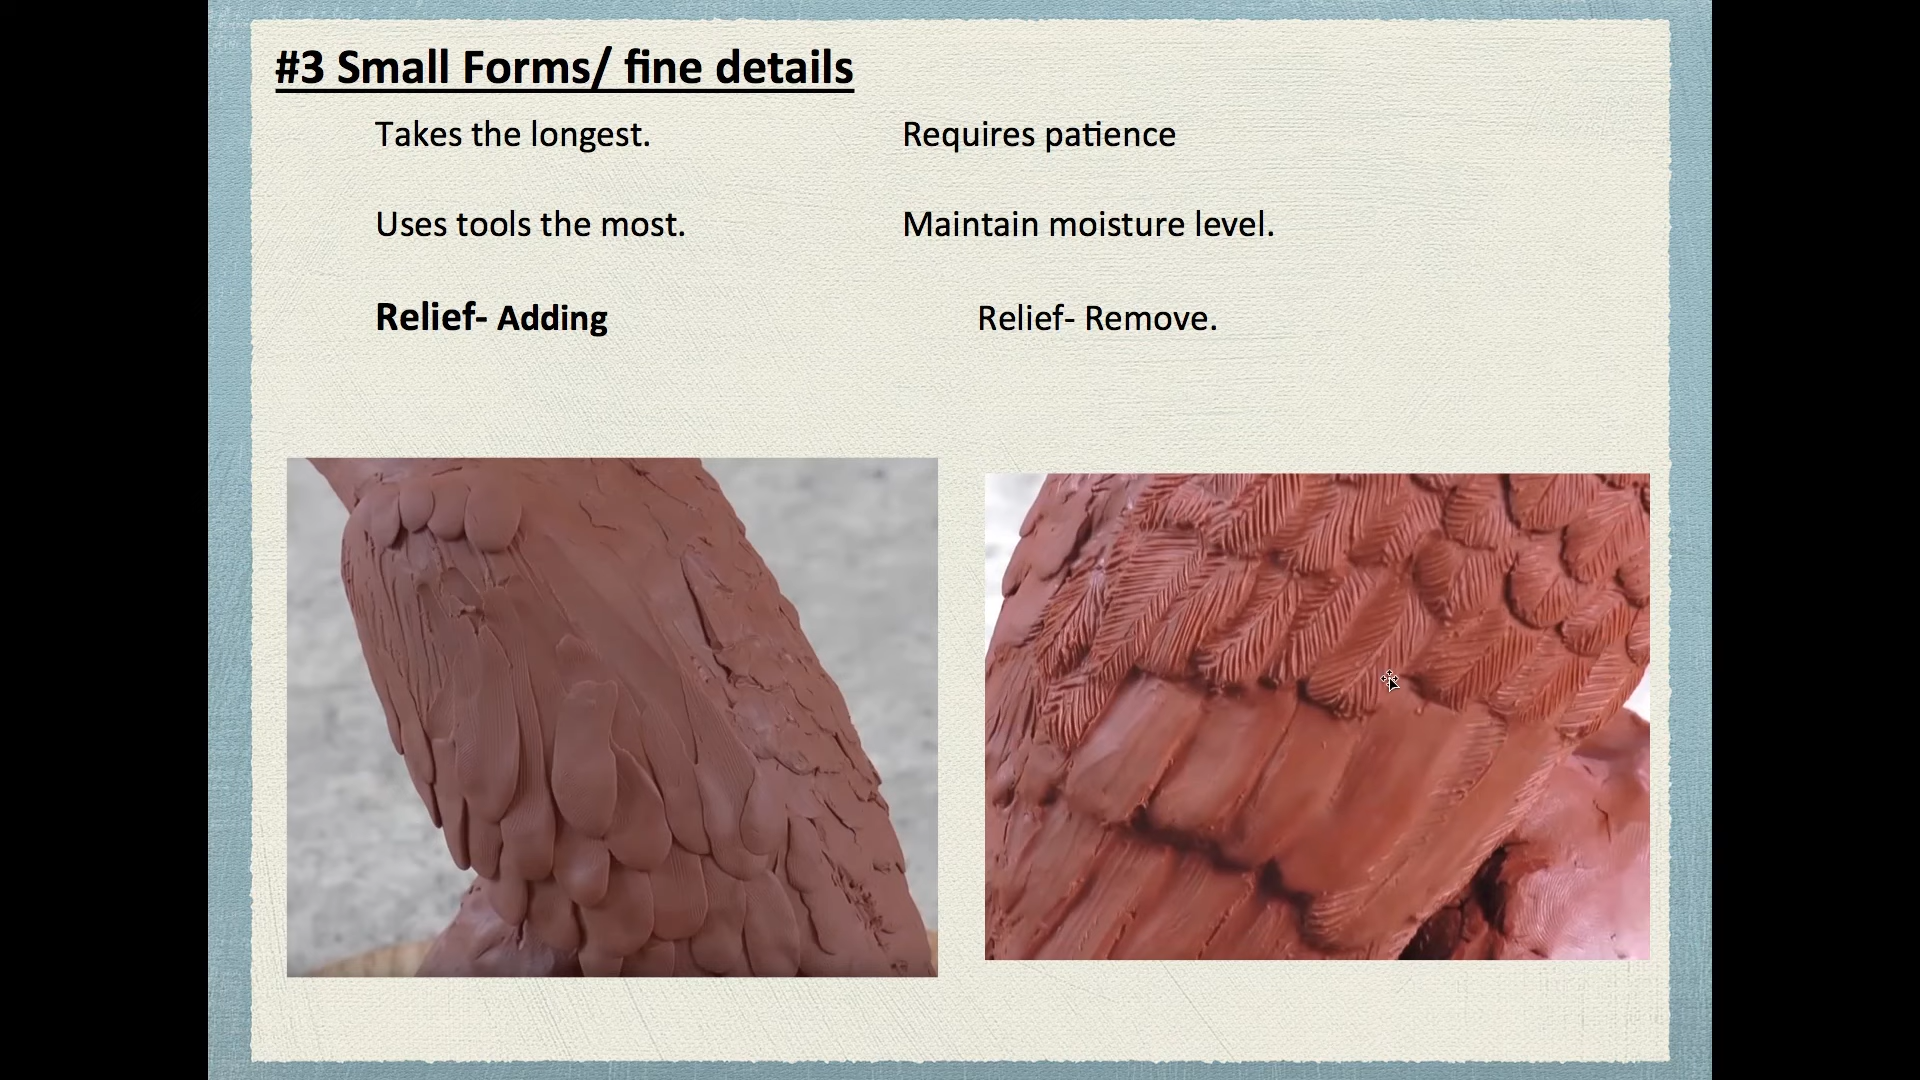 #3 Small Forms/ fine details
Takes the longest.
Requires patience
Uses tools the most.
Maintain moisture level.
Relief- Adding
Relief- Remove.